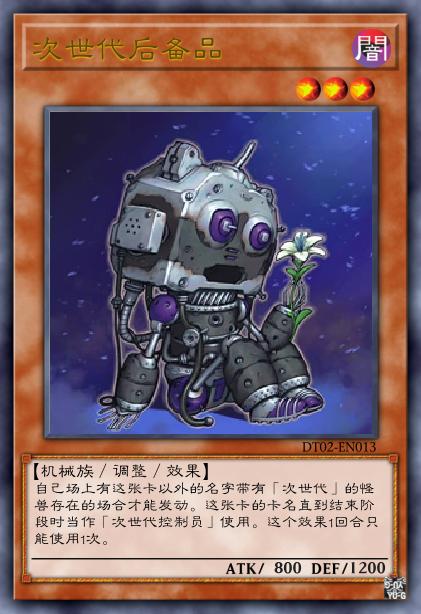 次世代后备品
闇
DT02-EN013
【机械族／调整／效果】
自己场上有这张卡以外的名字带有「次世代」的怪
兽存在的场合才能发动。这张卡的卡名直到结束阶
段时当作「次世代控制员」使用。这个效果1回合只
能使用1次。
ATK/ 800 DEF/1200